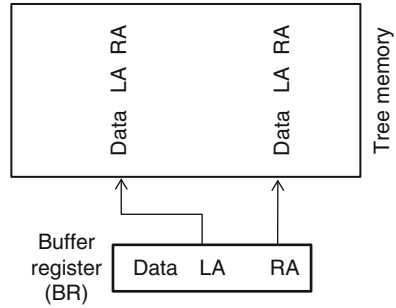 Data LA RA
Data LA RA
Tree memory
Buffer
register
(BR)
Data LA RA